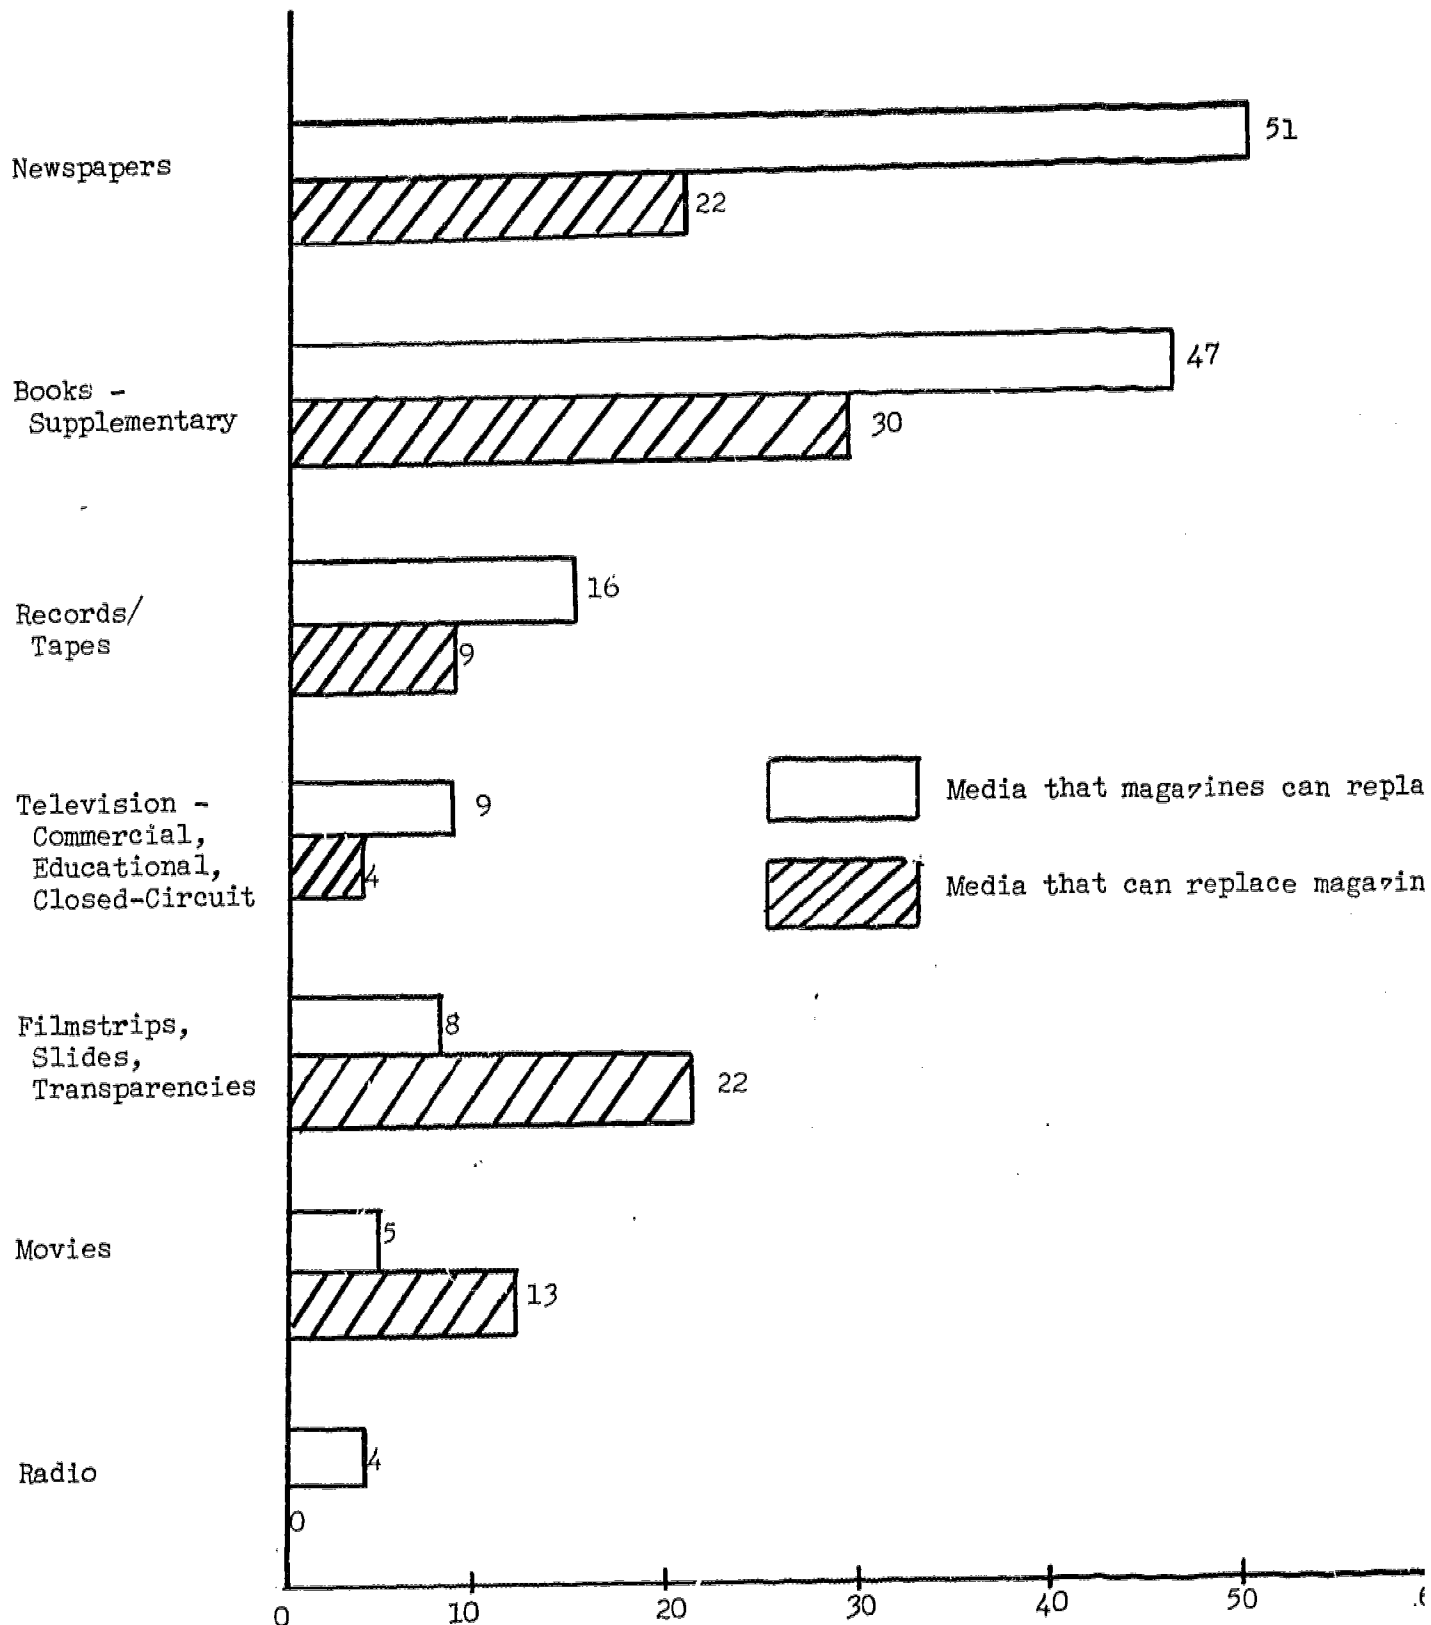 51
Newspapers
22
47
Books -
Supplementary
30
16
Records/
Tapes
9
Television -
Commercial,
Educational,
Closed-Circuit
9
4
Media that magazines can repla
Media that can replace magazin
Filmstrips,
Slides,
Transparencies
8
22
Movies
5
13
Radio
4
0
0 10 20 30 40 50